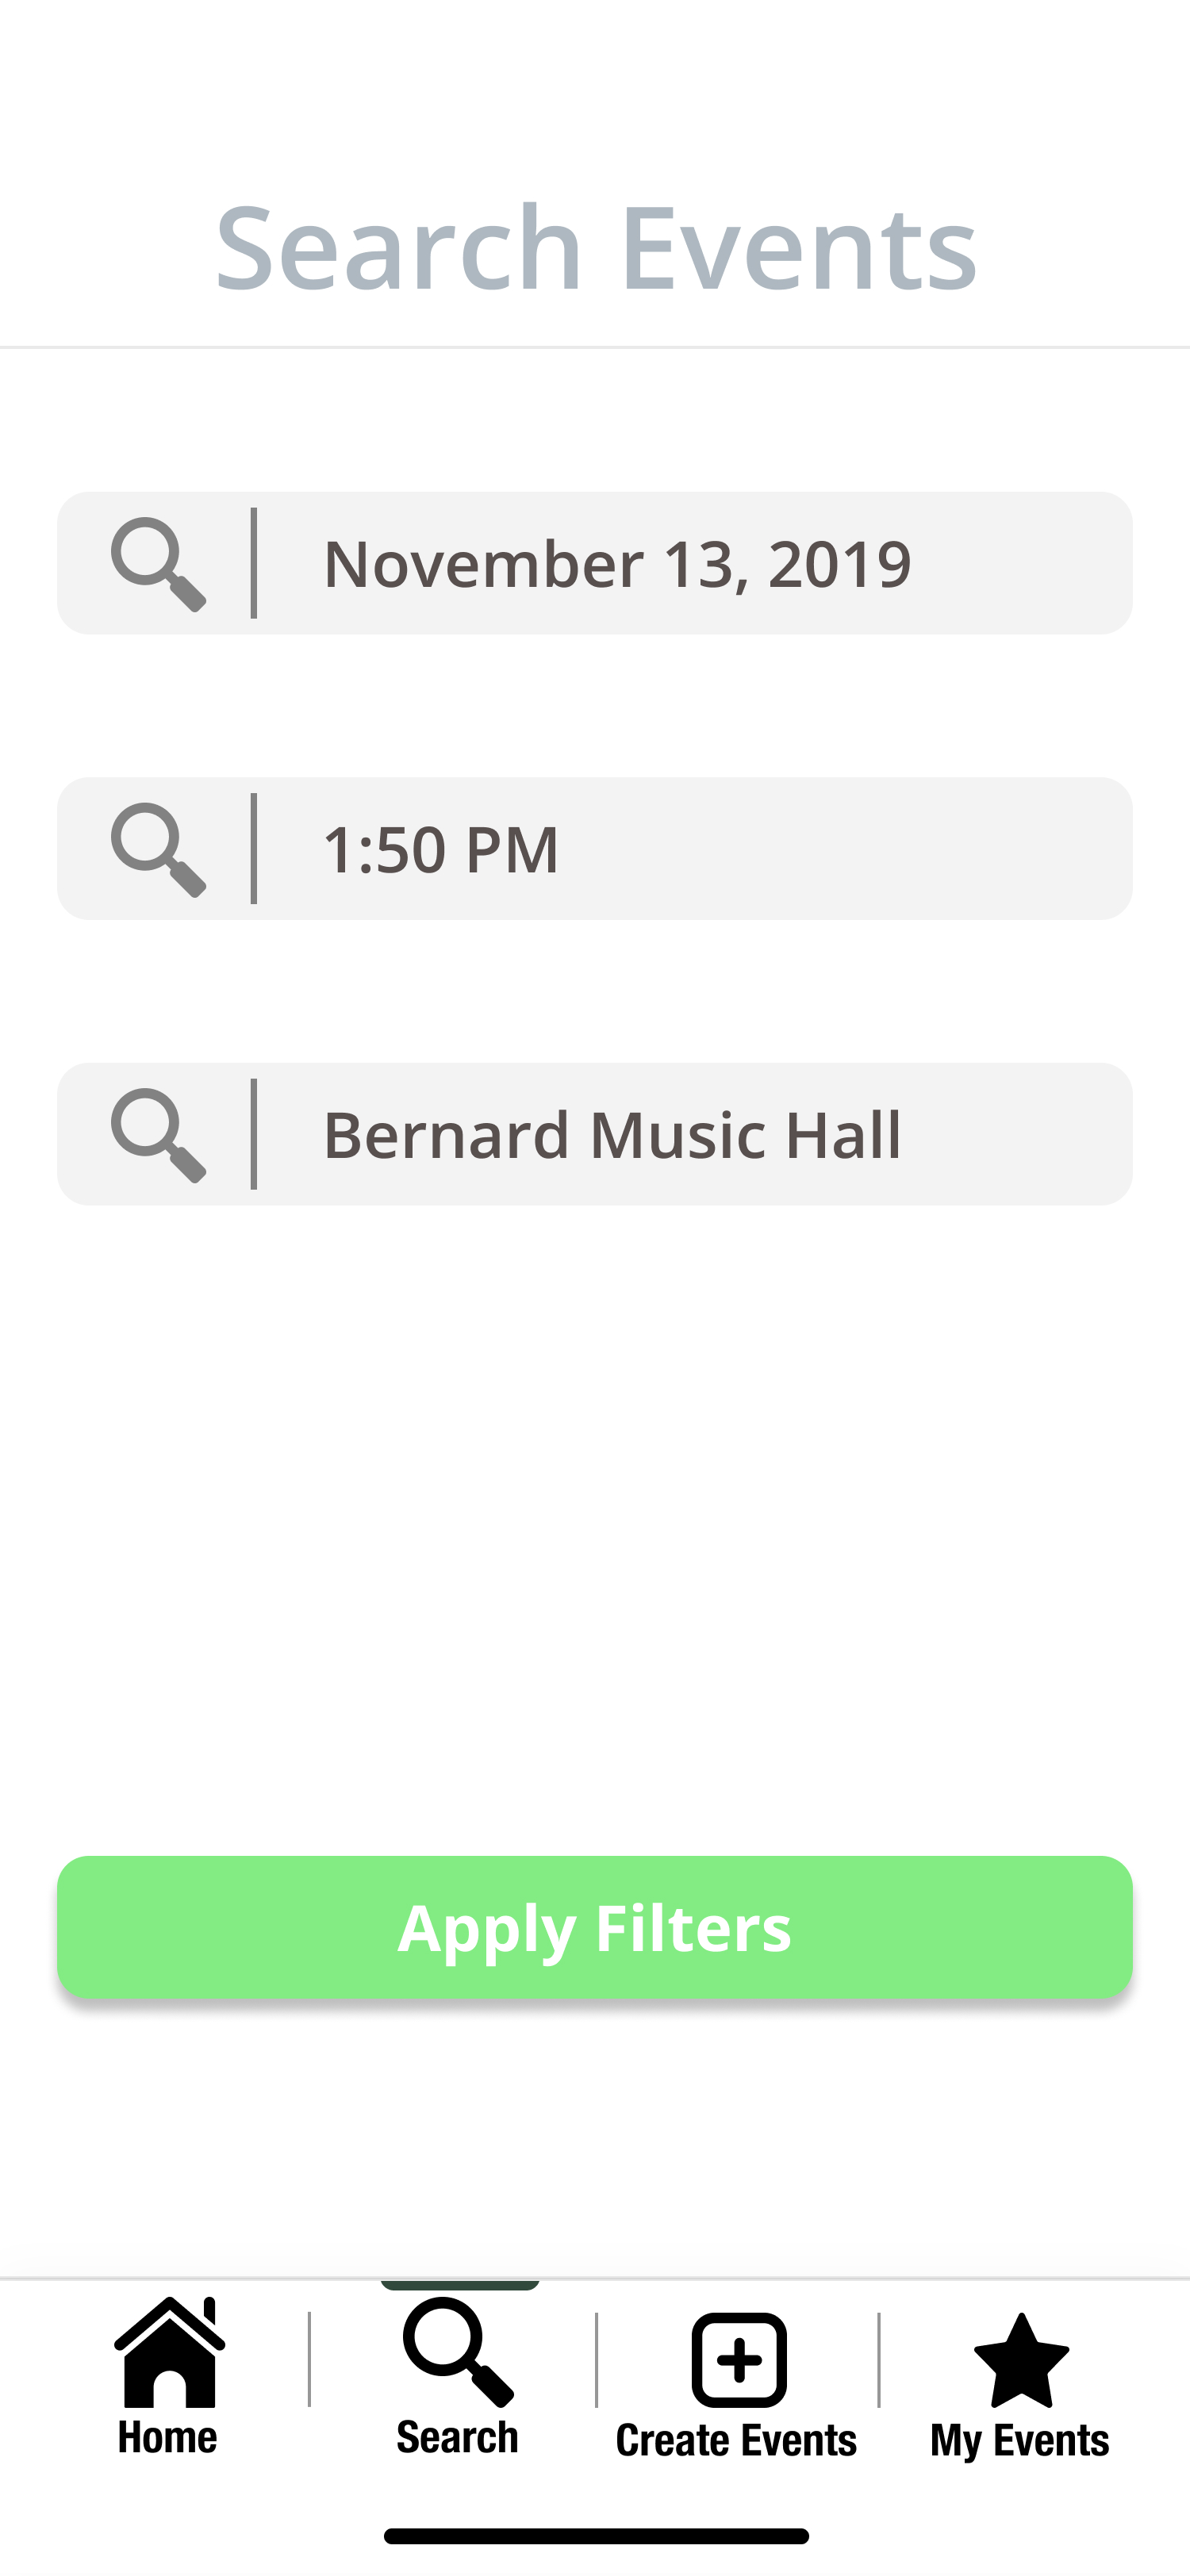 Search Events
November 13, 2019
1:50 PM
Bernard Music Hall
Apply Filters
Home
Search
Create Events
My Events